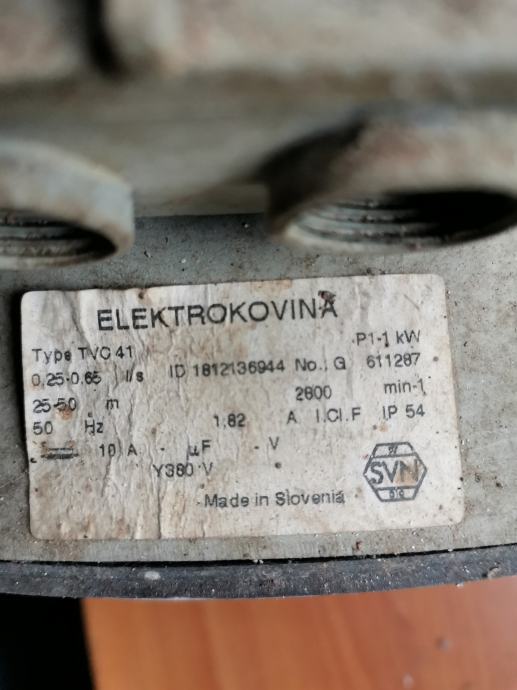 ELEKTROKOVINA
Type TVC 41 P1-1 kW
0,25-0,65 l/s ID 1812136944 No.: G 611287
25-50 m 2800 min-1
50 Hz 1,82 A I.Cl.F IP 54
10 A - µF - V
Y380 V
SVN
Made in Slovenia